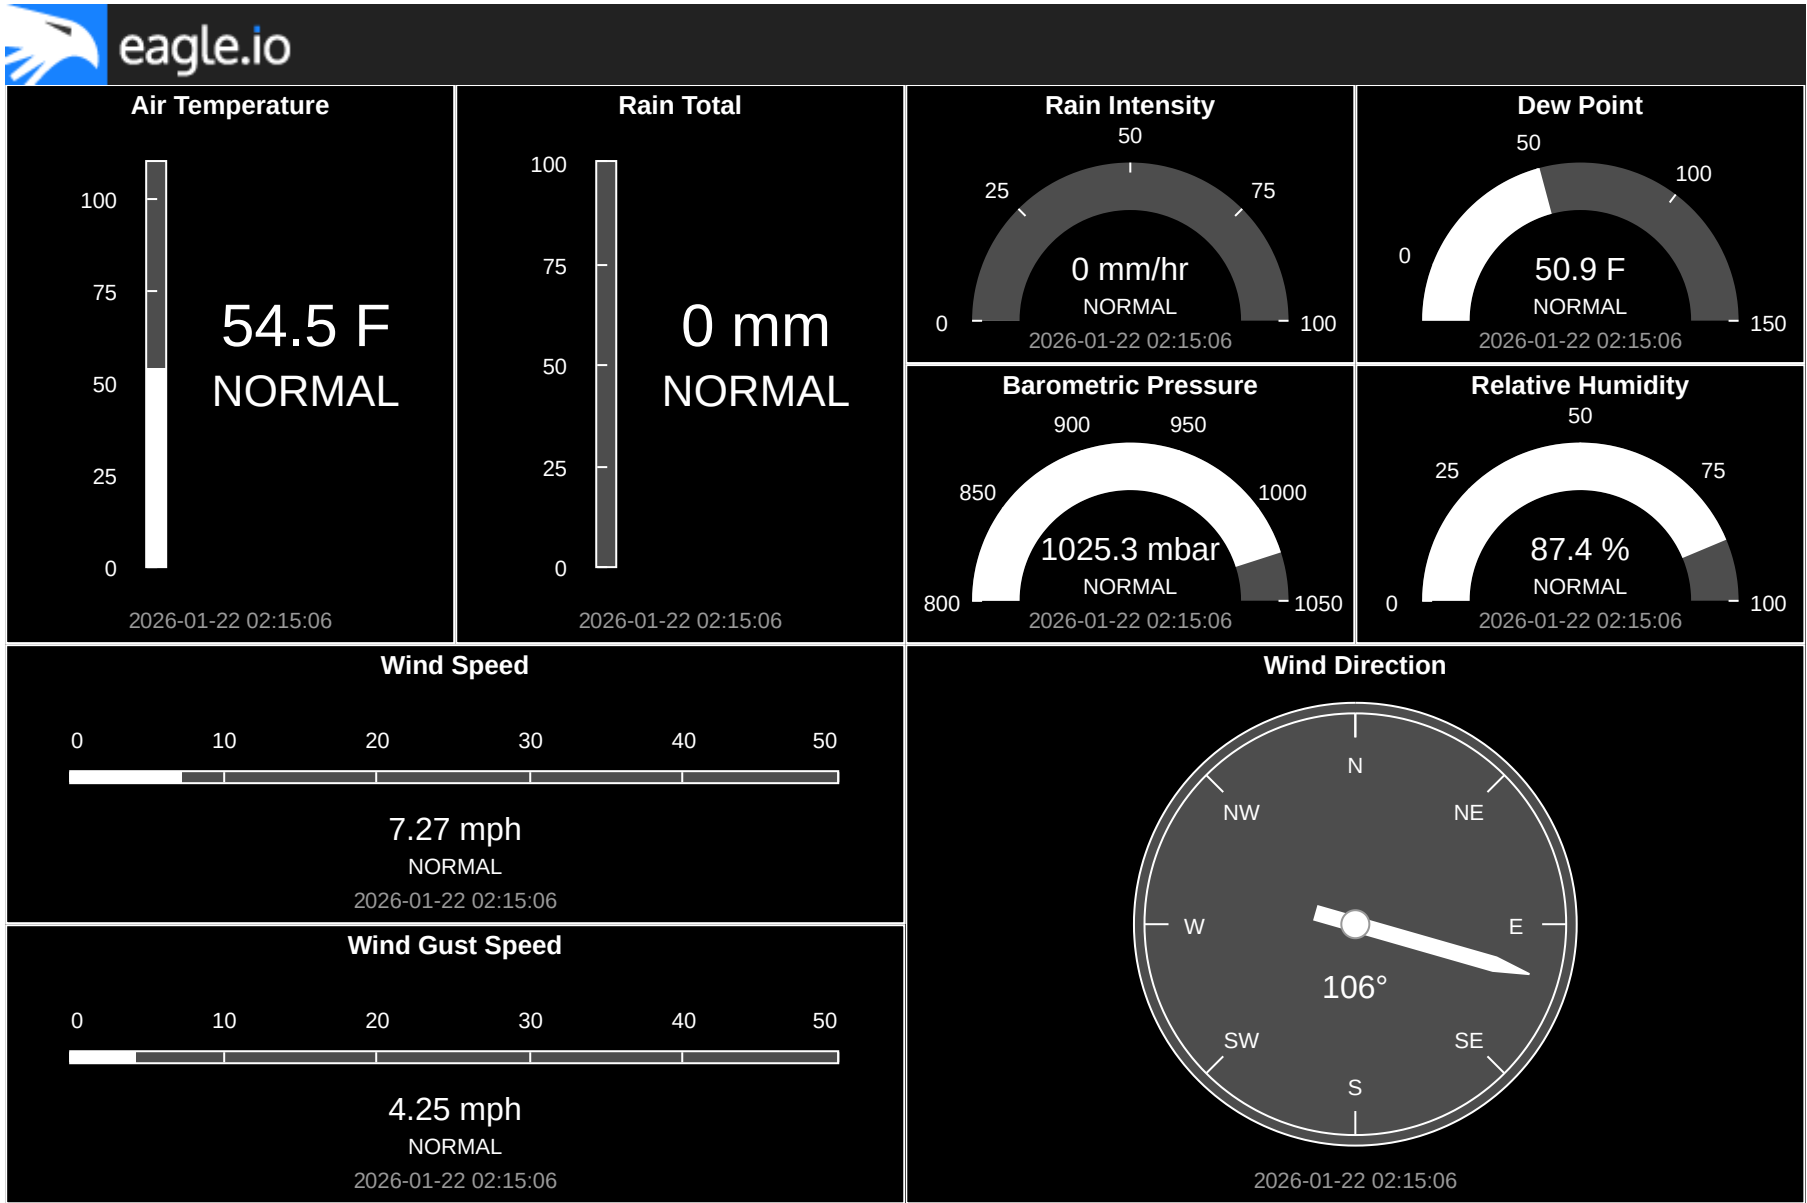 eagle.io
Air Temperature
100
75
50
25
0
54.5 F
NORMAL
2026-01-22 02:15:06
Rain Total
100
75
50
25
0
0 mm
NORMAL
2026-01-22 02:15:06
Rain Intensity
0
25
50
75
100
0 mm/hr
NORMAL
2026-01-22 02:15:06
Dew Point
0
50
100
150
50.9 F
NORMAL
2026-01-22 02:15:06
Barometric Pressure
800
850
900
950
1000
1050
1025.3 mbar
NORMAL
2026-01-22 02:15:06
Relative Humidity
0
25
50
75
100
87.4 %
NORMAL
2026-01-22 02:15:06
Wind Speed
0 10 20 30 40 50
7.27 mph
NORMAL
2026-01-22 02:15:06
Wind Gust Speed
0 10 20 30 40 50
4.25 mph
NORMAL
2026-01-22 02:15:06
Wind Direction
N
NW NE
W E
106°
SW SE
S
2026-01-22 02:15:06